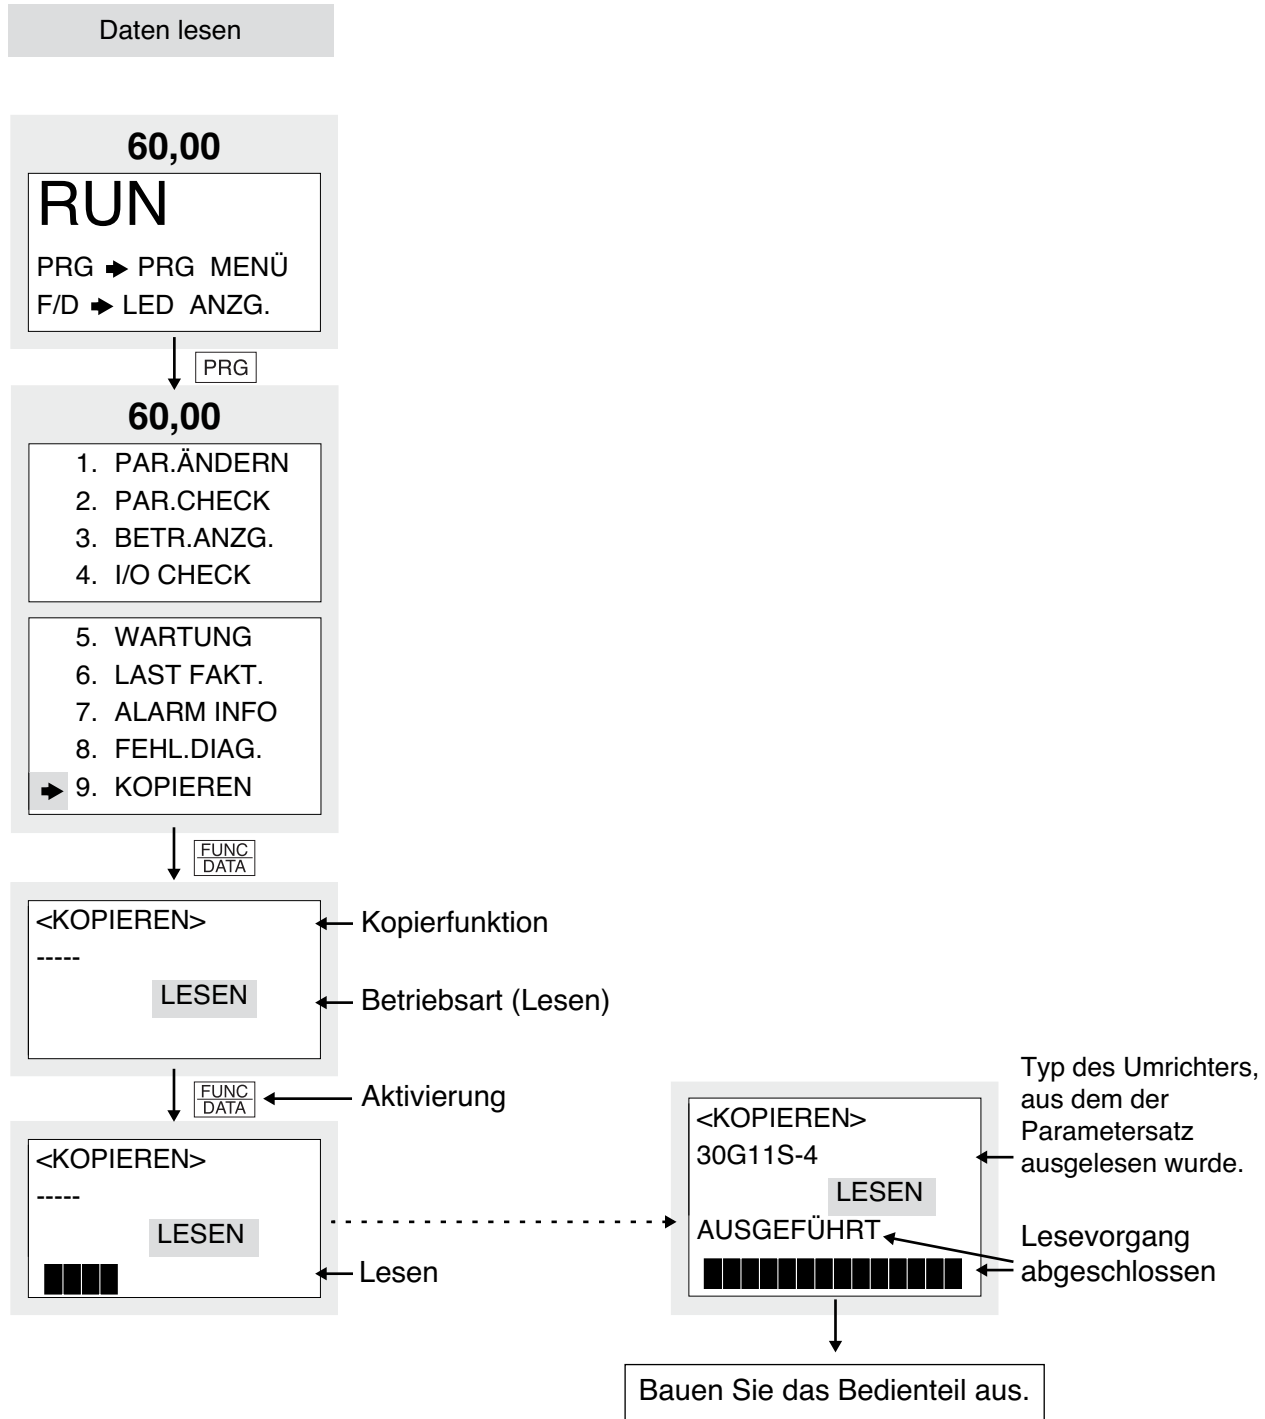 Daten lesen
60,00
RUN
PRG ➡ PRG MENÜ
F/D ➡ LED ANZG.
PRG
60,00
1. PAR.ÄNDERN
2. PAR.CHECK
3. BETR.ANZG.
4. I/O CHECK
5. WARTUNG
6. LAST FAKT.
7. ALARM INFO
8. FEHL.DIAG.
➡ 9. KOPIEREN
FUNC
DATA
<KOPIEREN>
Kopierfunktion
-----
LESEN
Betriebsart (Lesen)
FUNC
DATA
Aktivierung
<KOPIEREN>
-----
LESEN
Lesen
<KOPIEREN>
30G11S-4
LESEN
AUSGEFÜHRT
Typ des Umrichters,
aus dem der
Parametersatz
ausgelesen wurde.
Lesevorgang
abgeschlossen
Bauen Sie das Bedienteil aus.